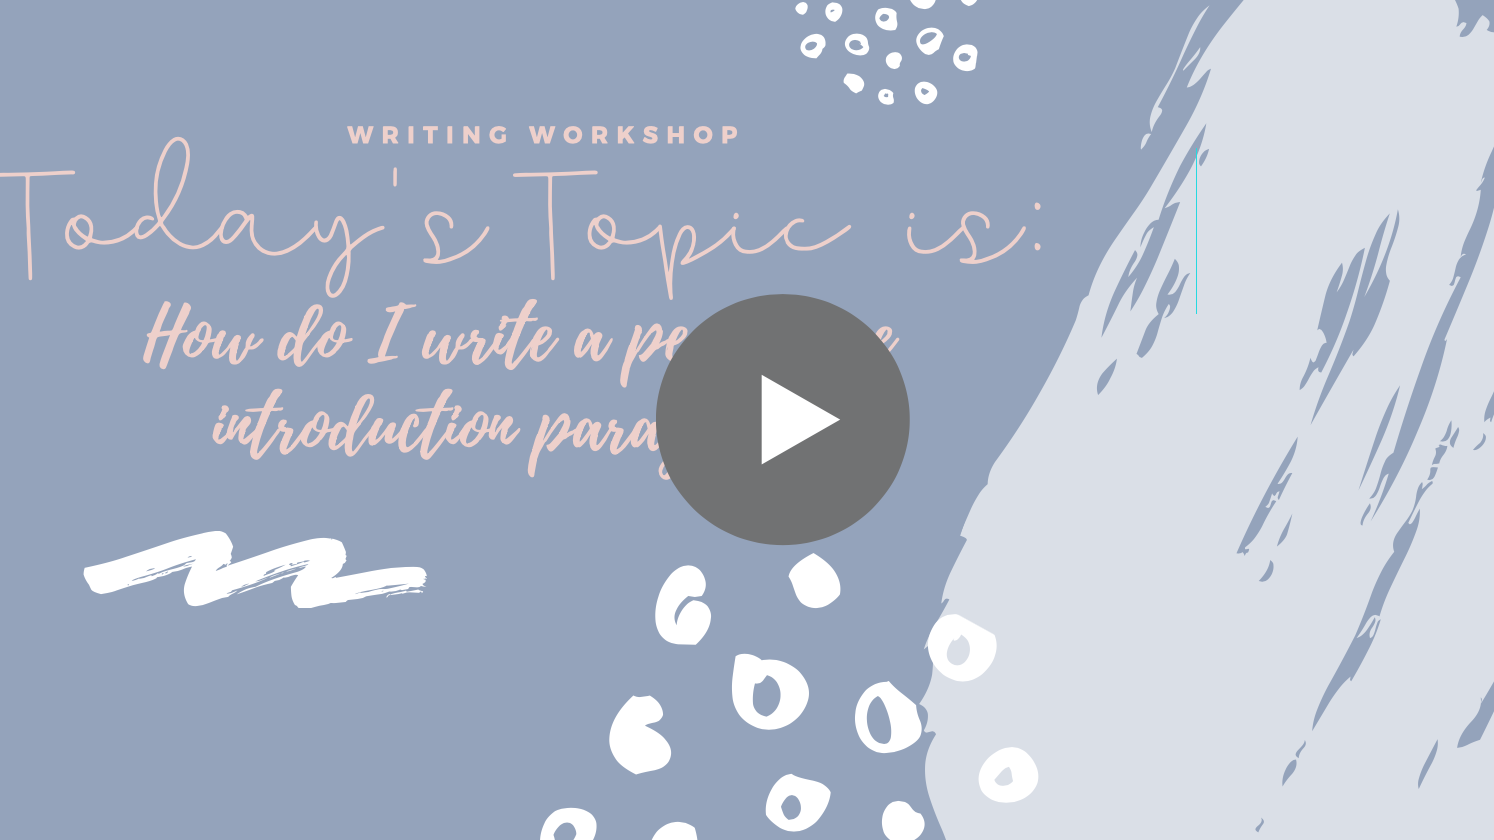 WRITING WORKSHOP
Today's Topic is:
How do I write a
introduction